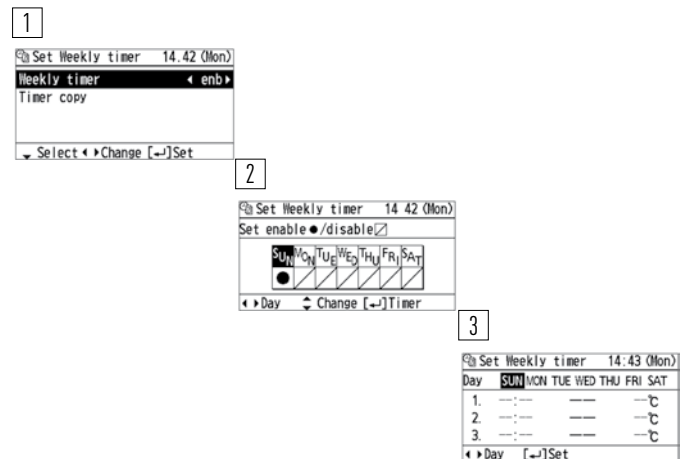 1
Set Weekly timer 14.42 (Mon)
Weekly timer ◀ enb ▶
Timer copy
Select ◀ ▶ Change [↵]Set
2
Set Weekly timer 14 42 (Mon)
Set enable●/disable☑
SUN MON TUE WED THU FRI SAT
◀ ▶ Day ▲▼ Change [↵]Timer
3
Set Weekly timer 14:43 (Mon)
Day SUN MON TUE WED THU FRI SAT
1. --:-- -- --℃
2. --:-- -- --℃
3. --:-- -- --℃
◀ ▶ Day [↵]Set